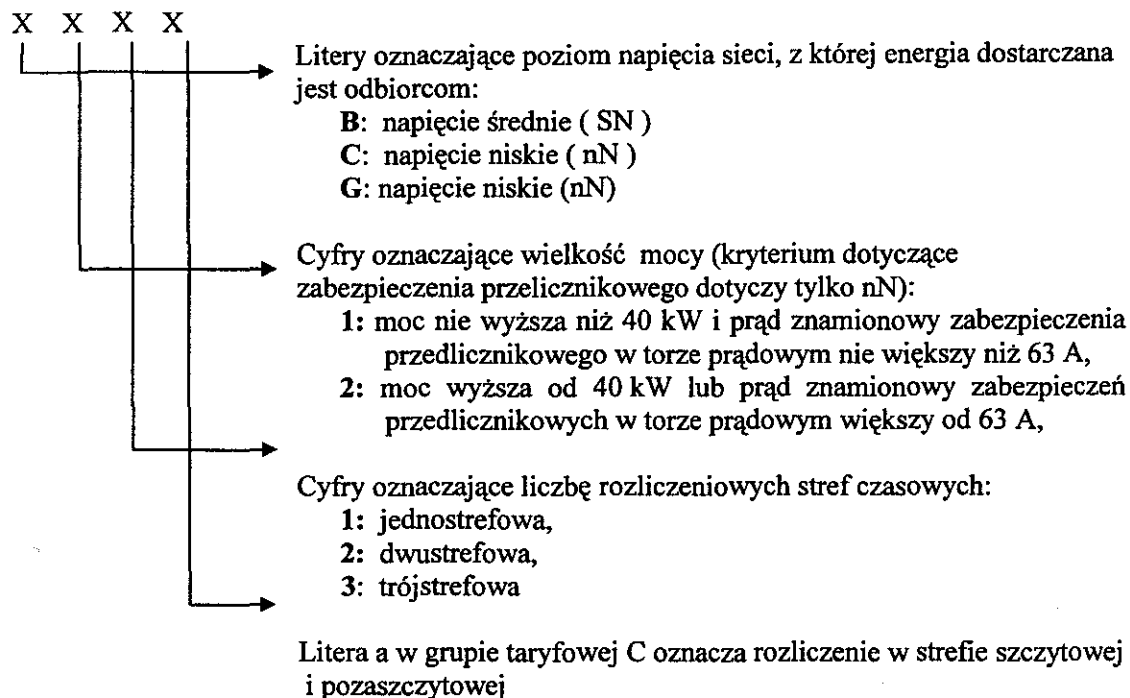 X X X X
Litery oznaczające poziom napięcia sieci, z której energia dostarczana
jest odbiorcom:
B: napięcie średnie ( SN )
C: napięcie niskie ( nN )
G: napięcie niskie (nN)
Cyfry oznaczające wielkość mocy (kryterium dotyczące
zabezpieczenia przelicznikowego dotyczy tylko nN):
1: moc nie wyższa niż 40 kW i prąd znamionowy zabezpieczenia
przedlicznikowego w torze prądowym nie większy niż 63 A,
2: moc wyższa od 40 kW lub prąd znamionowy zabezpieczeń
przedlicznikowych w torze prądowym większy od 63 A,
Cyfry oznaczające liczbę rozliczeniowych stref czasowych:
1: jednostrefowa,
2: dwustrefowa,
3: trójstrefowa
Litera a w grupie taryfowej C oznacza rozliczenie w strefie szczytowej
i pozaszczytowej